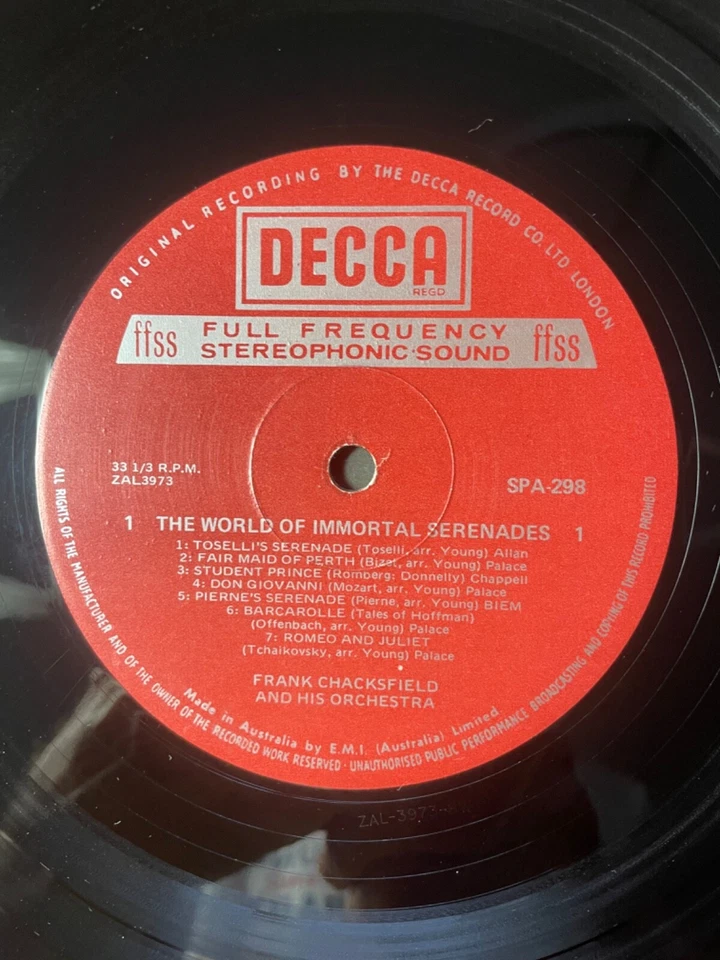 ORIGINAL RECORDING BY THE DECCA RECORD CO. LTD LONDON
DECCA
REGD
ffss FULL FREQUENCY STEREOPHONIC·SOUND ffss
33 1/3 R.P.M.
ZAL3973
SPA-298
1 THE WORLD OF IMMORTAL SERENADES 1
1: TOSELLI'S SERENADE (Toselli, arr. Young) Allan
2: FAIR MAID OF PERTH (Bizet, arr. Young) Palace
3: STUDENT PRINCE (Romberg: Donnelly) Chappell
4: DON GIOVANNI (Mozart, arr. Young) Palace
5: PIERNE'S SERENADE (Pierne, arr. Young) BIEM
6: BARCAROLLE (Tales of Hoffman)
(Offenbach, arr. Young) Palace
7: ROMEO AND JULIET
(Tchaikovsky, arr. Young) Palace
FRANK CHACKSFIELD
AND HIS ORCHESTRA
Made in Australia by E.M.I. (Australia) Limited
ALL RIGHTS OF THE MANUFACTURER AND OF THE OWNER OF THE RECORDED WORK RESERVED · UNAUTHORISED PUBLIC PERFORMANCE BROADCASTING AND COPYING OF THIS RECORD PROHIBITED